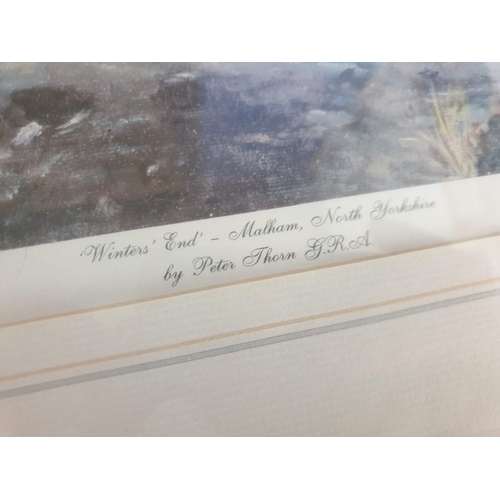 'Winters' End' - Malham, North Yorkshire
by Peter Thorn G.R.A.